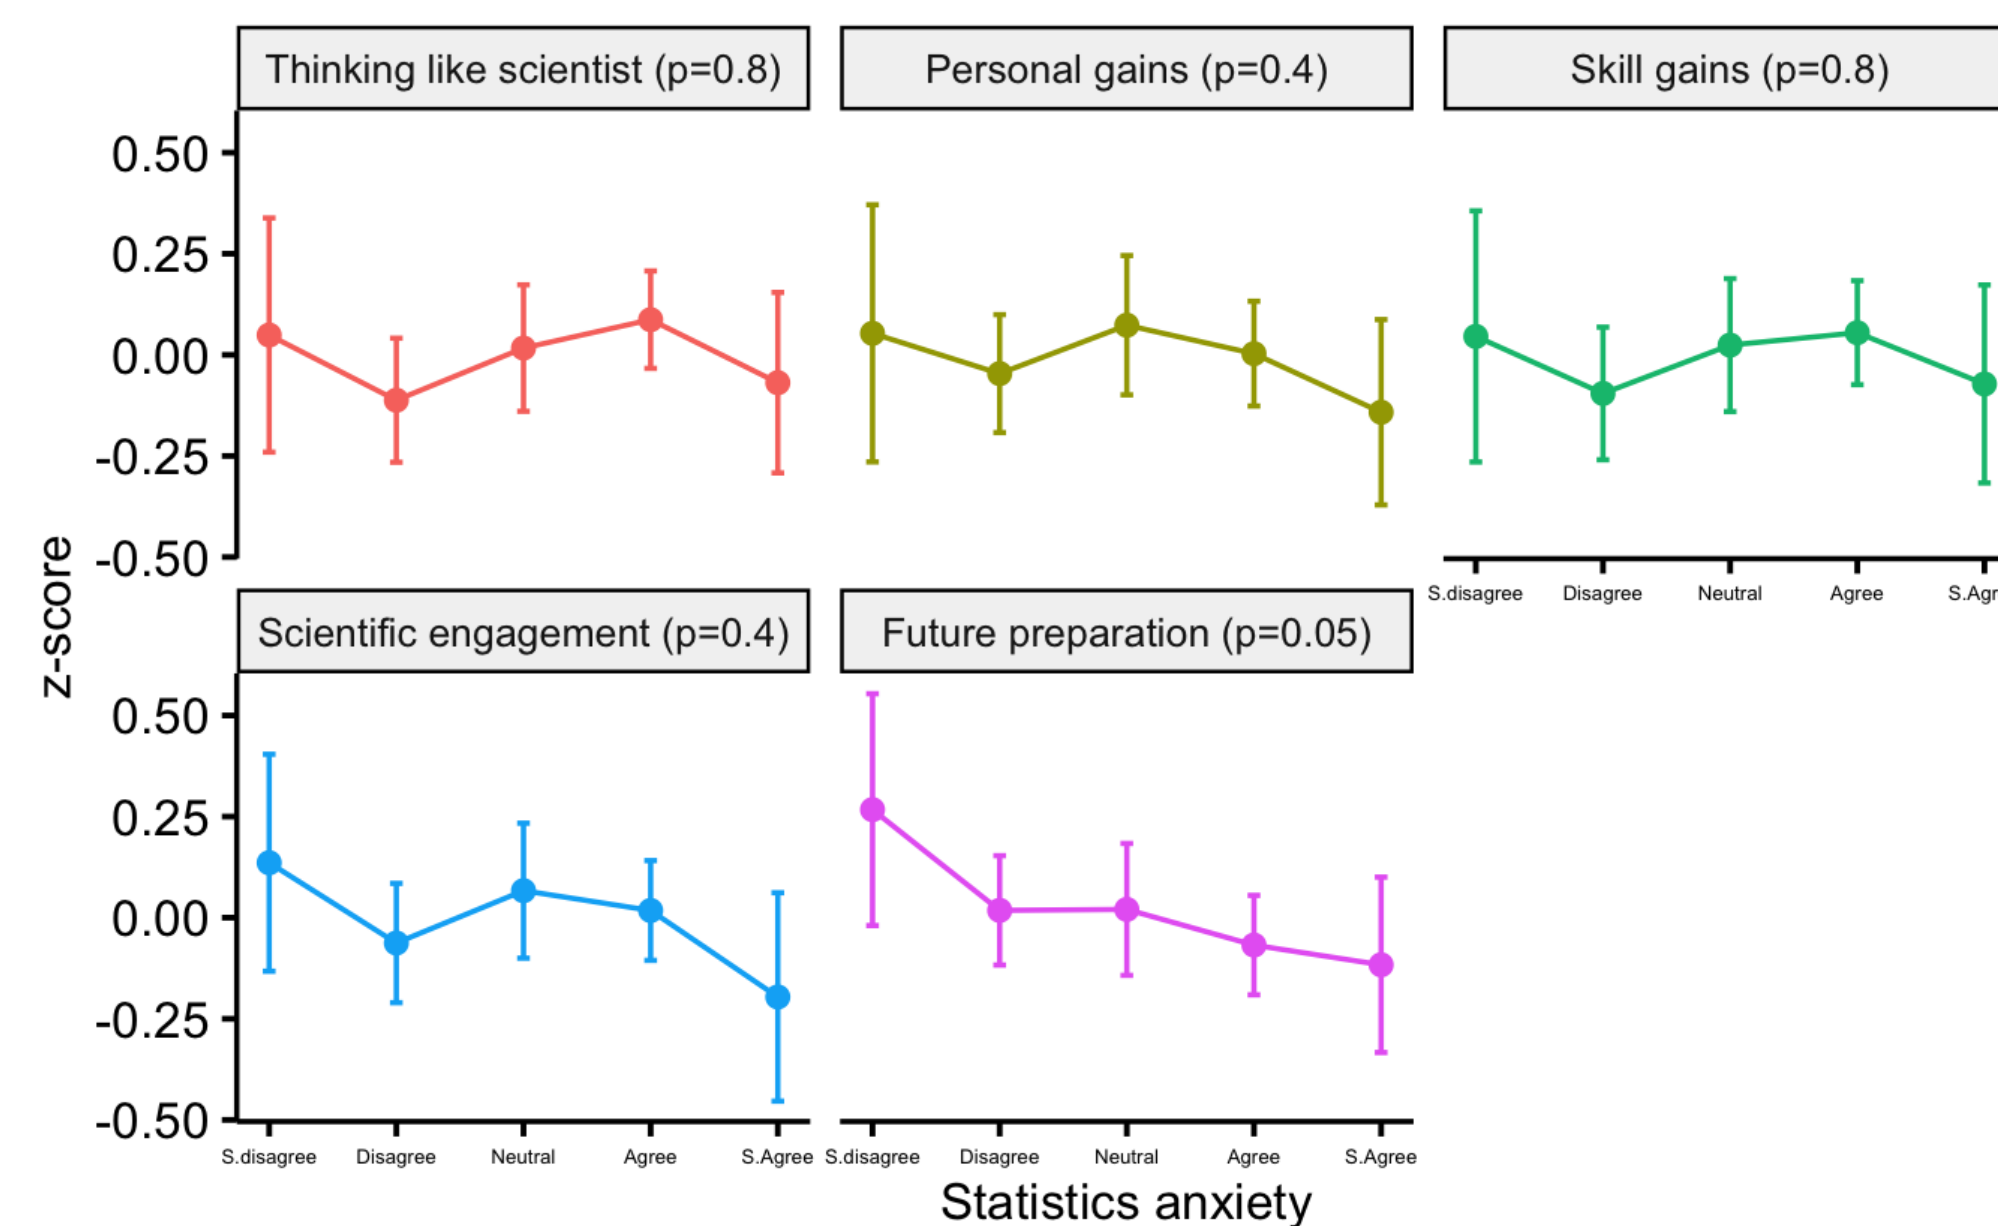 Thinking like scientist (p=0.8)
Personal gains (p=0.4)
Skill gains (p=0.8)
0.50
0.25
0.00
-0.25
-0.50
S.disagree Disagree Neutral Agree S.Agr
z-score
Scientific engagement (p=0.4)
Future preparation (p=0.05)
0.50
0.25
0.00
-0.25
-0.50
S.disagree Disagree Neutral Agree S.Agree
S.disagree Disagree Neutral Agree S.Agree
Statistics anxiety